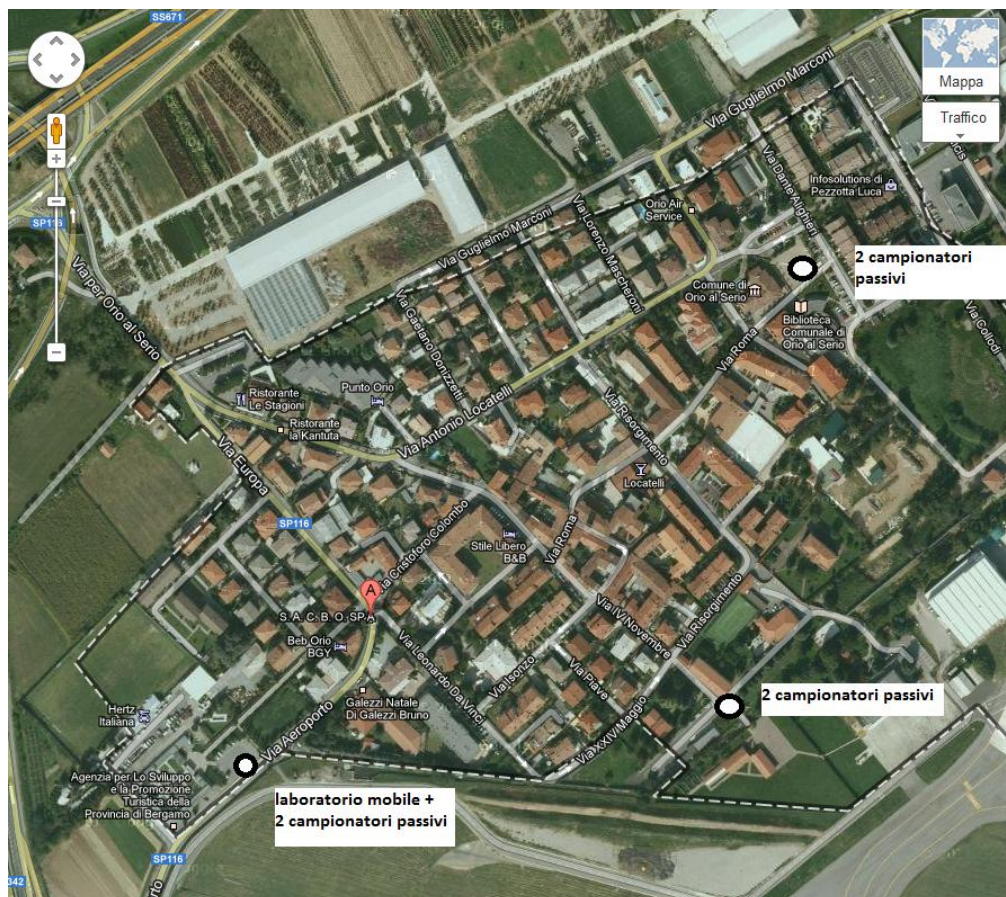 SS671
Mappa
Traffico
Via Guglielmo Marconi
Via Dante Alighieri
Infosolutions di
Pezzotta Luca
SP116
Via per Orio al Serio
Orio Air
Service
Via Lorenzo Mascheroni
Via Guglielmo Marconi
2 campionatori
passivi
Comune di
Orio al Serio
Biblioteca
Comunale di
Orio al Serio
Via Collodi
Via Roma
Via Gaetano Donizzetti
Punto Orio
Ristorante
Le Stagioni
Ristorante
la Kantuta
Via Antonio Locatelli
Via Risorgimento
Via Europa
Locatelli
SP116
Via Cristoforo Colombo
Stile Libero
B&B
Via Roma
A
S. A. C. B. O. SPA
Beb Orio
BGY
Via IV Novembre
Via Risorgimento
Via Leonardo Da Vinci
Via Isonzo
Via Piave
Galezzi Natale
Di Galezzi Bruno
2 campionatori passivi
Hertz
Italiana
Via Aeroporto
Via XXIV Maggio
Agenzia per Lo Sviluppo
e la Promozione
Turistica della
Provincia di Bergamo
laboratorio mobile +
2 campionatori passivi
SP116
342